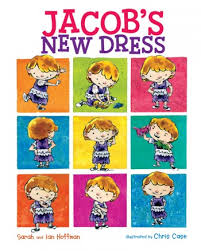 JACOB'S
NEW DRESS
Sarah and Ian Hoffman
illustrated by Chris Case